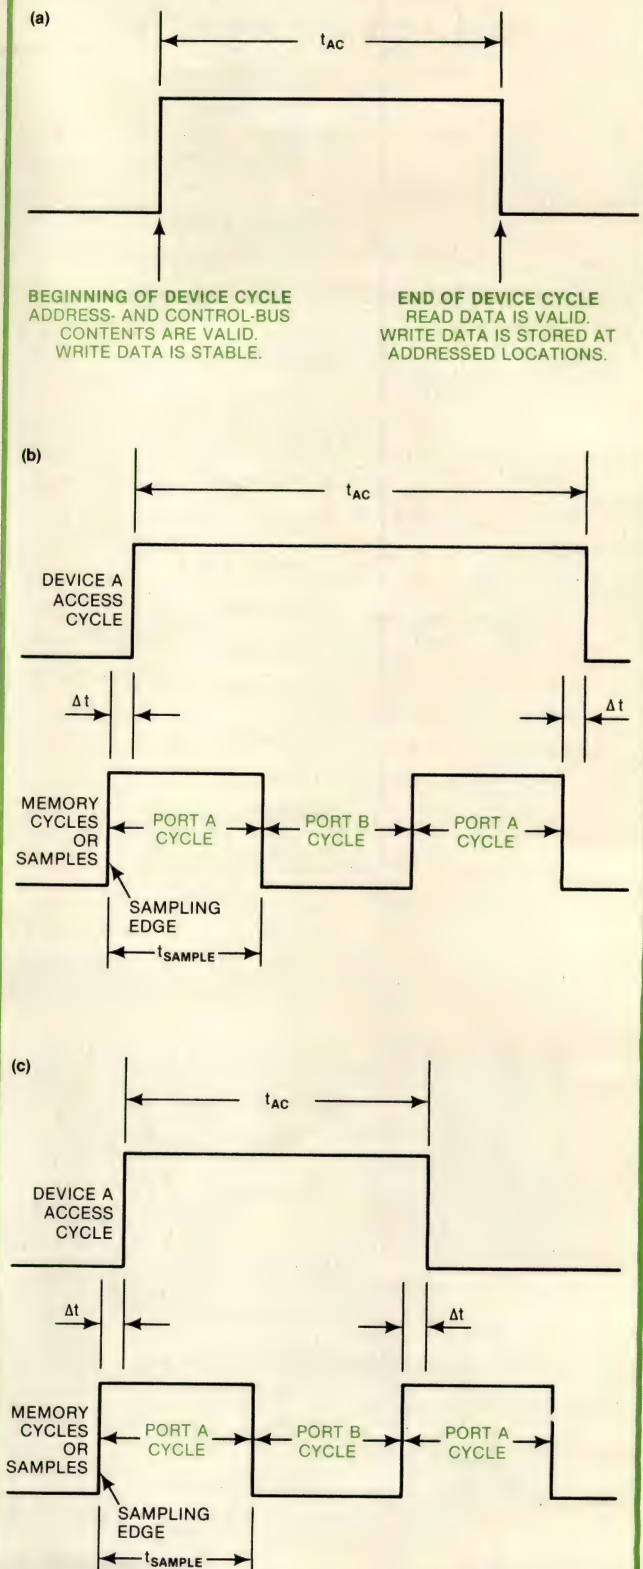 (a)
tAC
BEGINNING OF DEVICE CYCLE
ADDRESS- AND CONTROL-BUS
CONTENTS ARE VALID.
WRITE DATA IS STABLE.
END OF DEVICE CYCLE
READ DATA IS VALID.
WRITE DATA IS STORED AT
ADDRESSED LOCATIONS.
(b)
tAC
DEVICE A
ACCESS
CYCLE
Δt
Δt
MEMORY
CYCLES
OR
SAMPLES
PORT A
CYCLE
PORT B
CYCLE
PORT A
CYCLE
SAMPLING
EDGE
tSAMPLE
(c)
tAC
DEVICE A
ACCESS
CYCLE
Δt
Δt
MEMORY
CYCLES
OR
SAMPLES
PORT A
CYCLE
PORT B
CYCLE
PORT A
CYCLE
SAMPLING
EDGE
tSAMPLE